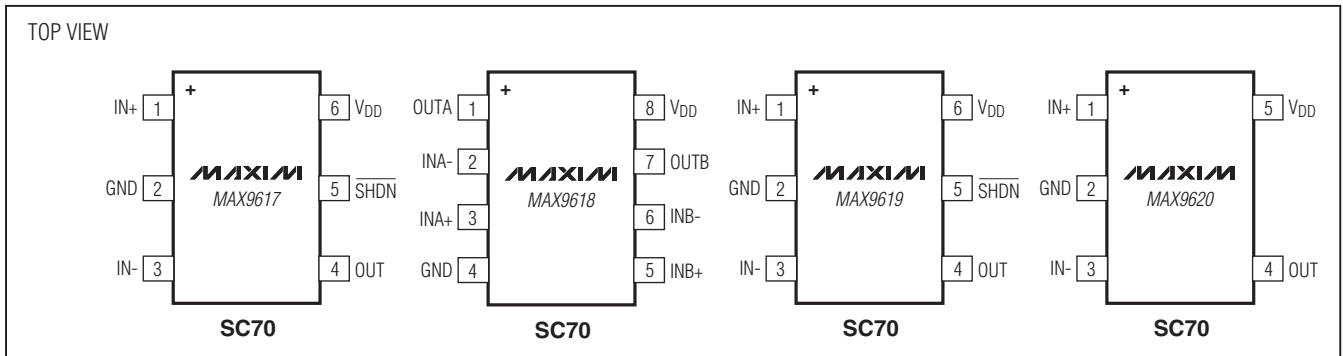 TOP VIEW
+
IN+ 1
6 VDD
GND 2
MAXIM
MAX9617
5 SHDN
IN- 3
4 OUT
SC70
+
OUTA 1
8 VDD
INA- 2
MAXIM
MAX9618
7 OUTB
INA+ 3
6 INB-
GND 4
5 INB+
SC70
+
IN+ 1
6 VDD
GND 2
MAXIM
MAX9619
5 SHDN
IN- 3
4 OUT
SC70
+
IN+ 1
5 VDD
GND 2
MAXIM
MAX9620
IN- 3
4 OUT
SC70